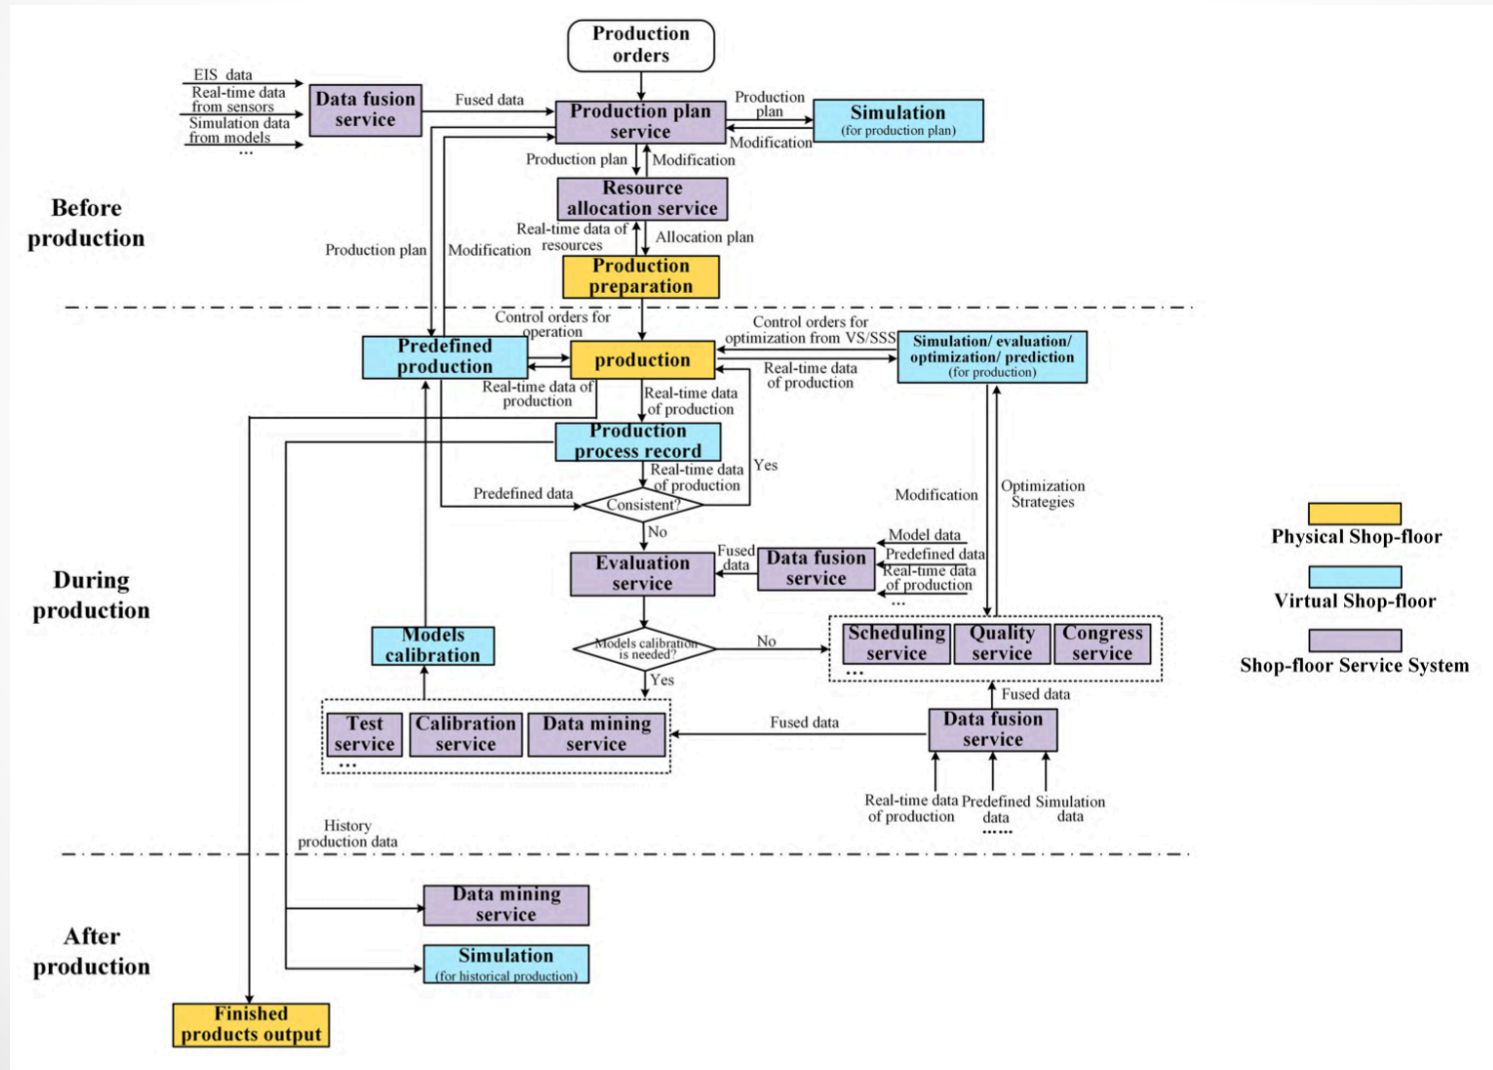 Production
orders
EIS data
Real-time data
from sensors
Simulation data
from models
...
Data fusion
service
Fused data
Production plan
service
Production
plan
Modification
Simulation
(for production plan)
Production plan
Modification
Resource
allocation service
Before
production
Real-time data of
resources
Allocation plan
Production plan
Modification
Production
preparation
Control orders for
operation
Control orders for
optimization from VS/SSS
Predefined
production
production
Simulation/ evaluation/
optimization/ prediction
(for production)
Real-time data of
production
Real-time data
of production
Real-time data
of production
Production
process record
Real-time data
of production
Yes
Predefined data
Consistent?
No
Modification
Optimization
Strategies
Physical Shop-floor
Virtual Shop-floor
Shop-floor Service System
During
production
Evaluation
service
Fused
data
Data fusion
service
Model data
Predefined data
Real-time data
of production
...
Models
calibration
Models calibration
is needed?
No
Yes
Scheduling
service
Quality
service
Congress
service
...
Fused data
Test
service
Calibration
service
Data mining
service
...
Fused data
Data fusion
service
Real-time data
of production
Predefined
data
Simulation
data
......
History
production data
After
production
Data mining
service
Simulation
(for historical production)
Finished
products output